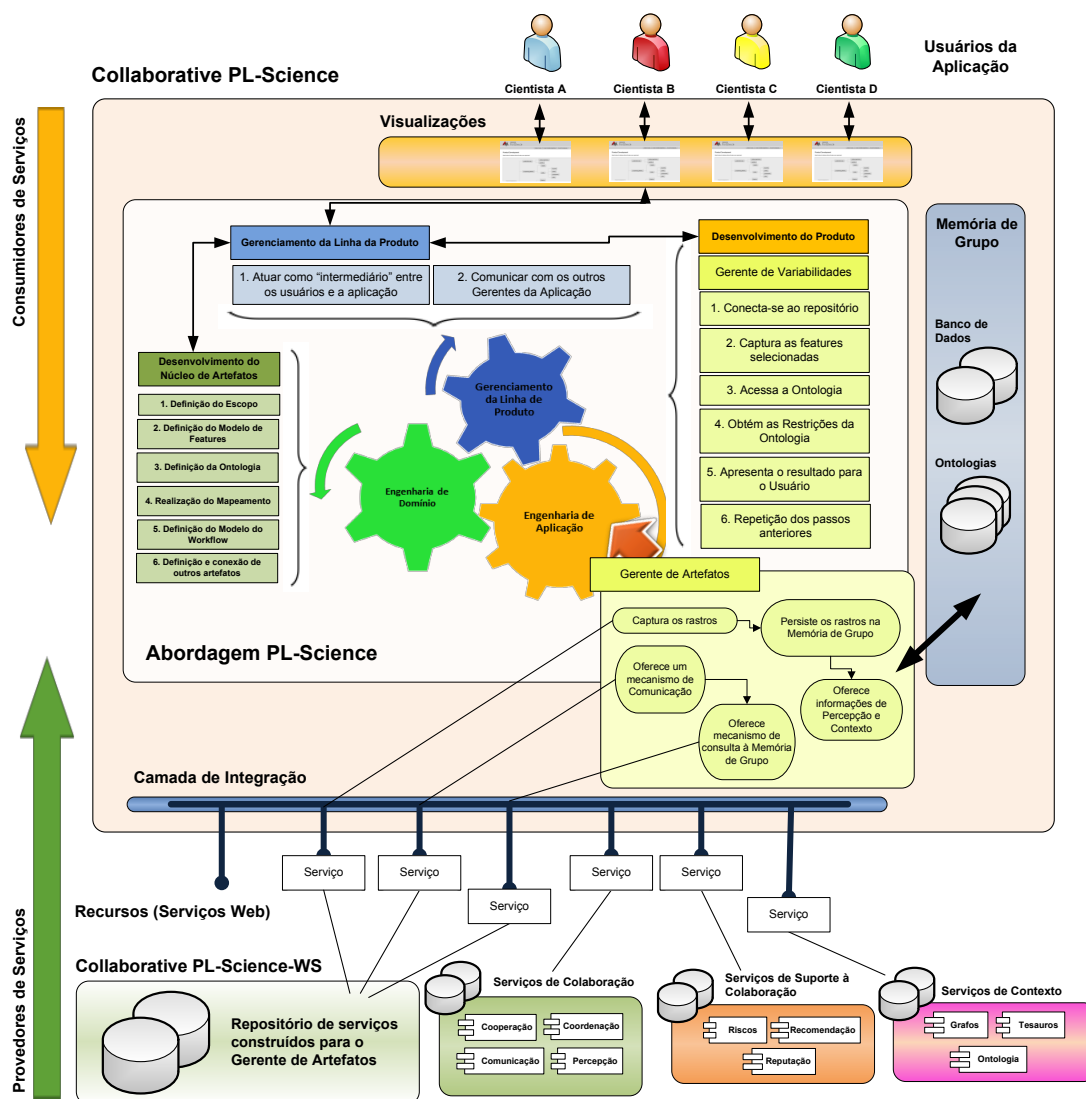 Usuários da
Aplicação
Collaborative PL-Science
Cientista A
Cientista B
Cientista C
Cientista D
Visualizações
Consumidores de Serviços
Gerenciamento da Linha da Produto
1. Atuar como “intermediário” entre
os usuários e a aplicação
2. Comunicar com os outros
Gerentes da Aplicação
Desenvolvimento do Produto
Gerente de Variabilidades
1. Conecta-se ao repositório
2. Captura as features
selecionadas
3. Acessa a Ontologia
4. Obtém as Restrições da
Ontologia
5. Apresenta o resultado para
o Usuário
6. Repetição dos passos
anteriores
Memória de
Grupo
Banco de
Dados
Ontologias
Desenvolvimento do
Núcleo de Artefatos
1. Definição do Escopo
2. Definição do Modelo de
Features
3. Definição da Ontologia
4. Realização do Mapeamento
5. Definição do Modelo do
Workflow
6. Definição e conexão de
outros artefatos
Gerenciamento
da Linha de
Produto
Engenharia de
Domínio
Engenharia de
Aplicação
Gerente de Artefatos
Captura os rastros
Persiste os rastros na
Memória de Grupo
Oferece um
mecanismo de
Comunicação
Oferece
informações de
Percepção e
Contexto
Oferece
mecanismo de
consulta à Memória
de Grupo
Abordagem PL-Science
Camada de Integração
Provedores de Serviços
Serviço
Serviço
Serviço
Serviço
Serviço
Serviço
Recursos (Serviços Web)
Collaborative PL-Science-WS
Repositório de serviços
construídos para o
Gerente de Artefatos
Serviços de Colaboração
Cooperação
Coordenação
Comunicação
Percepção
Serviços de Suporte à
Colaboração
Riscos
Recomendação
Reputação
Serviços de Contexto
Grafos
Tesauros
Ontologia